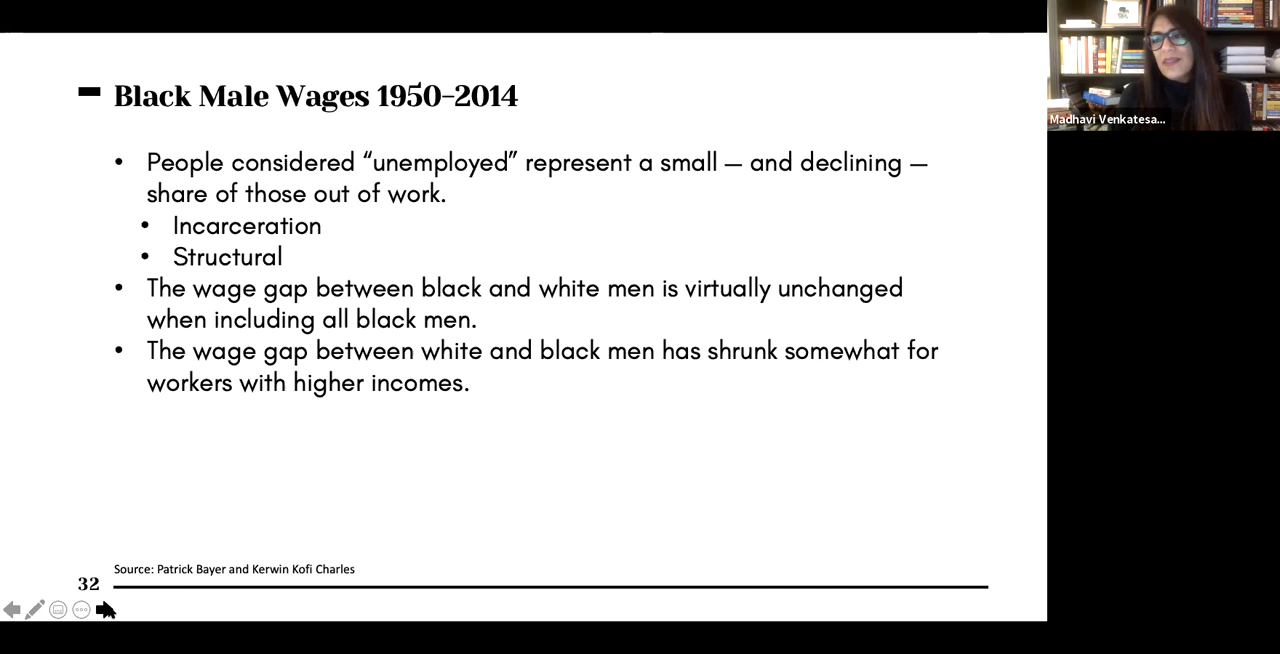 Black Male Wages 1950-2014
• People considered “unemployed” represent a small – and declining –
share of those out of work.
• Incarceration
• Structural
• The wage gap between black and white men is virtually unchanged
when including all black men.
• The wage gap between white and black men has shrunk somewhat for
workers with higher incomes.
Source: Patrick Bayer and Kerwin Kofi Charles
32
Madhavi Venkatesa...